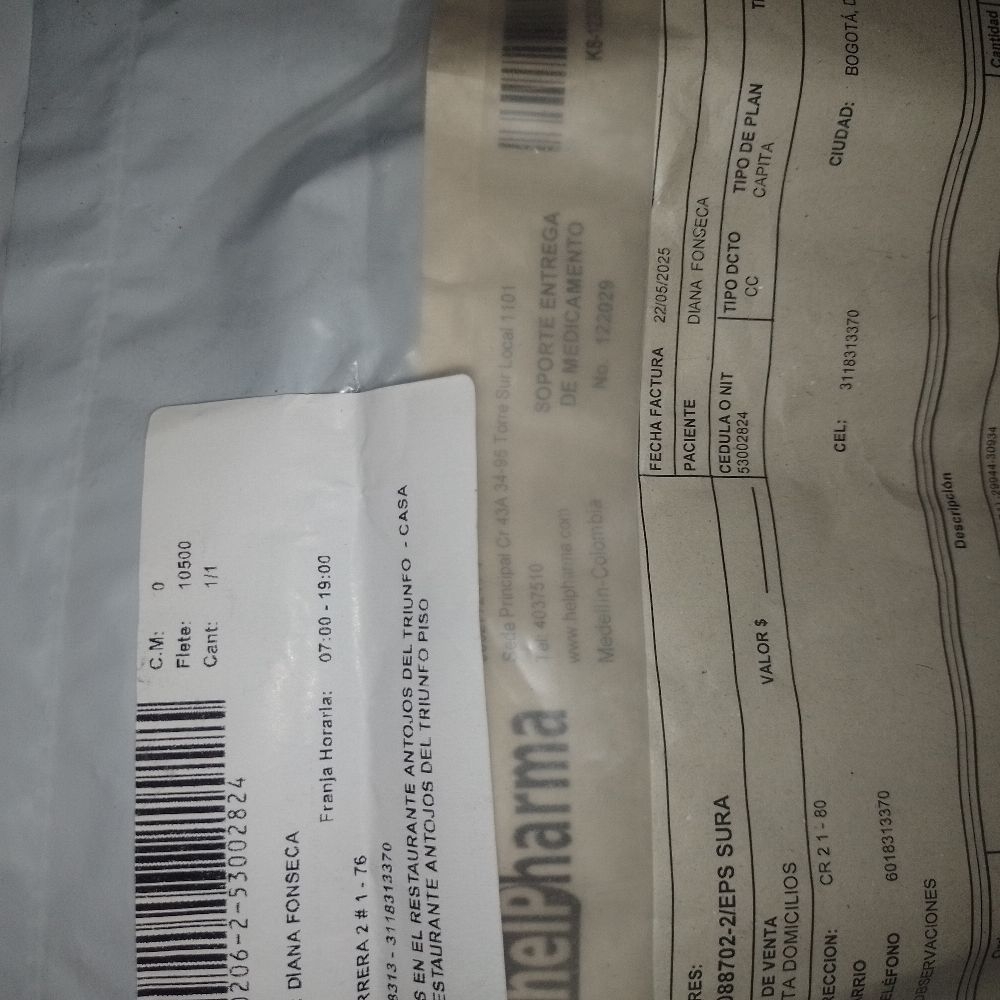 C.M: 0
Flete: 10500
Cant: 1/1
0206-2-53002824
DIANA FONSECA
Franja Horaria: 07:00 - 19:00
RRERA 2 # 1 - 76
8313 - 3118313370
S EN EL RESTAURANTE ANTOJOS DEL TRIUNFO - CASA
ESTAURANTE ANTOJOS DEL TRIUNFO PISO
helPharma
Sede Principal Cr 43A 34-95 Torre Sur Local 1101
Tel: 4037510
www.helpharma.com
Medellin-Colombia
SOPORTE ENTREGA
DE MEDICAMENTO
No. 122029
FECHA FACTURA 22/05/2025
PACIENTE DIANA FONSECA
CEDULA O NIT TIPO DCTO TIPO DE PLAN
53002824 CC CAPITA
RES:
088702-2/EPS SURA
VALOR $
DE VENTA
TA DOMICILIOS
RECCION: CR 2 1 - 80 CEL: 3118313370 CIUDAD: BOGOTÁ, D
ARRIO
ELÉFONO 6018313370
BSERVACIONES
Descripción Cantidad